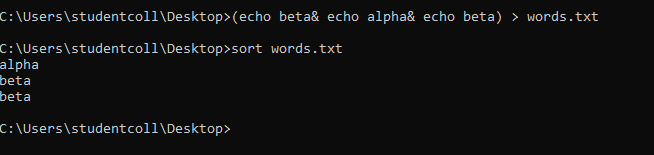 C:\Users\studentcoll\Desktop>(echo beta& echo alpha& echo beta) > words.txt
C:\Users\studentcoll\Desktop>sort words.txt
alpha
beta
beta
C:\Users\studentcoll\Desktop>